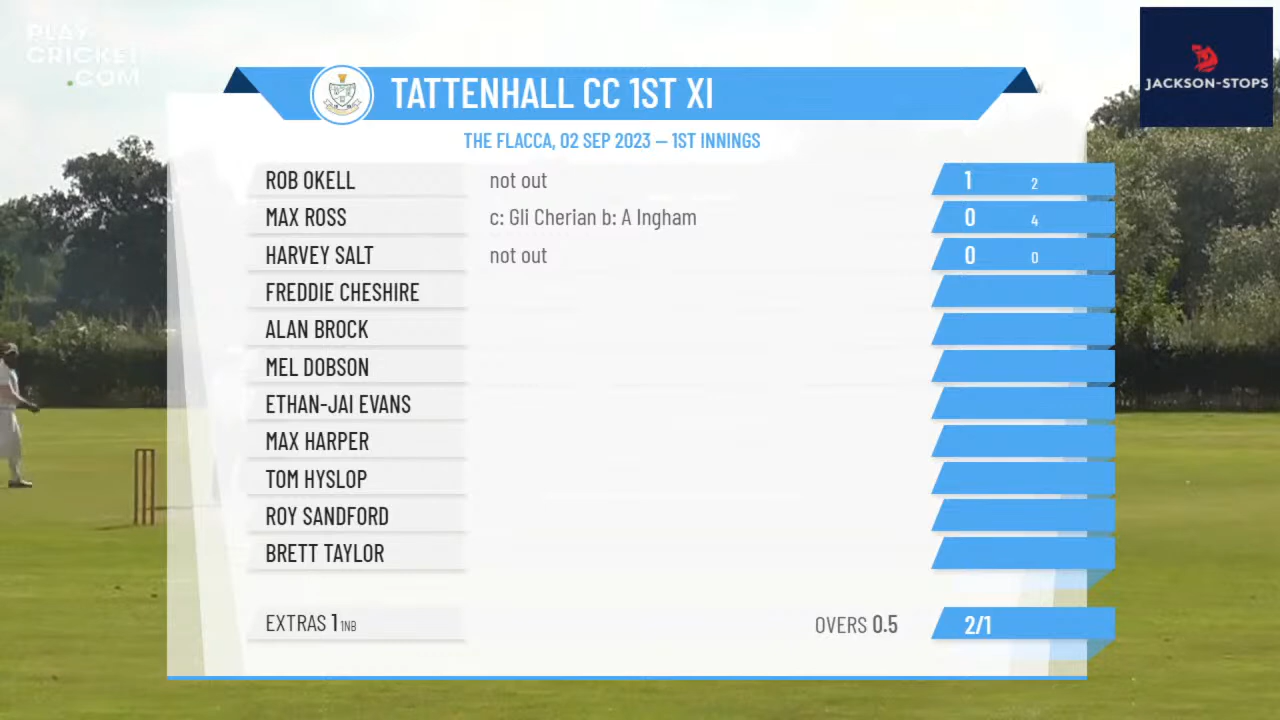 PLAY
CRICKET
.COM
JACKSON-STOPS
TATTENHALL CC 1ST XI
THE FLACCA, 02 SEP 2023 – 1ST INNINGS
ROB OKELL not out 1 2
MAX ROSS c: Gli Cherian b: A Ingham 0 4
HARVEY SALT not out 0 0
FREDDIE CHESHIRE
ALAN BROCK
MEL DOBSON
ETHAN-JAI EVANS
MAX HARPER
TOM HYSLOP
ROY SANDFORD
BRETT TAYLOR
EXTRAS 1 1NB OVERS 0.5 2/1